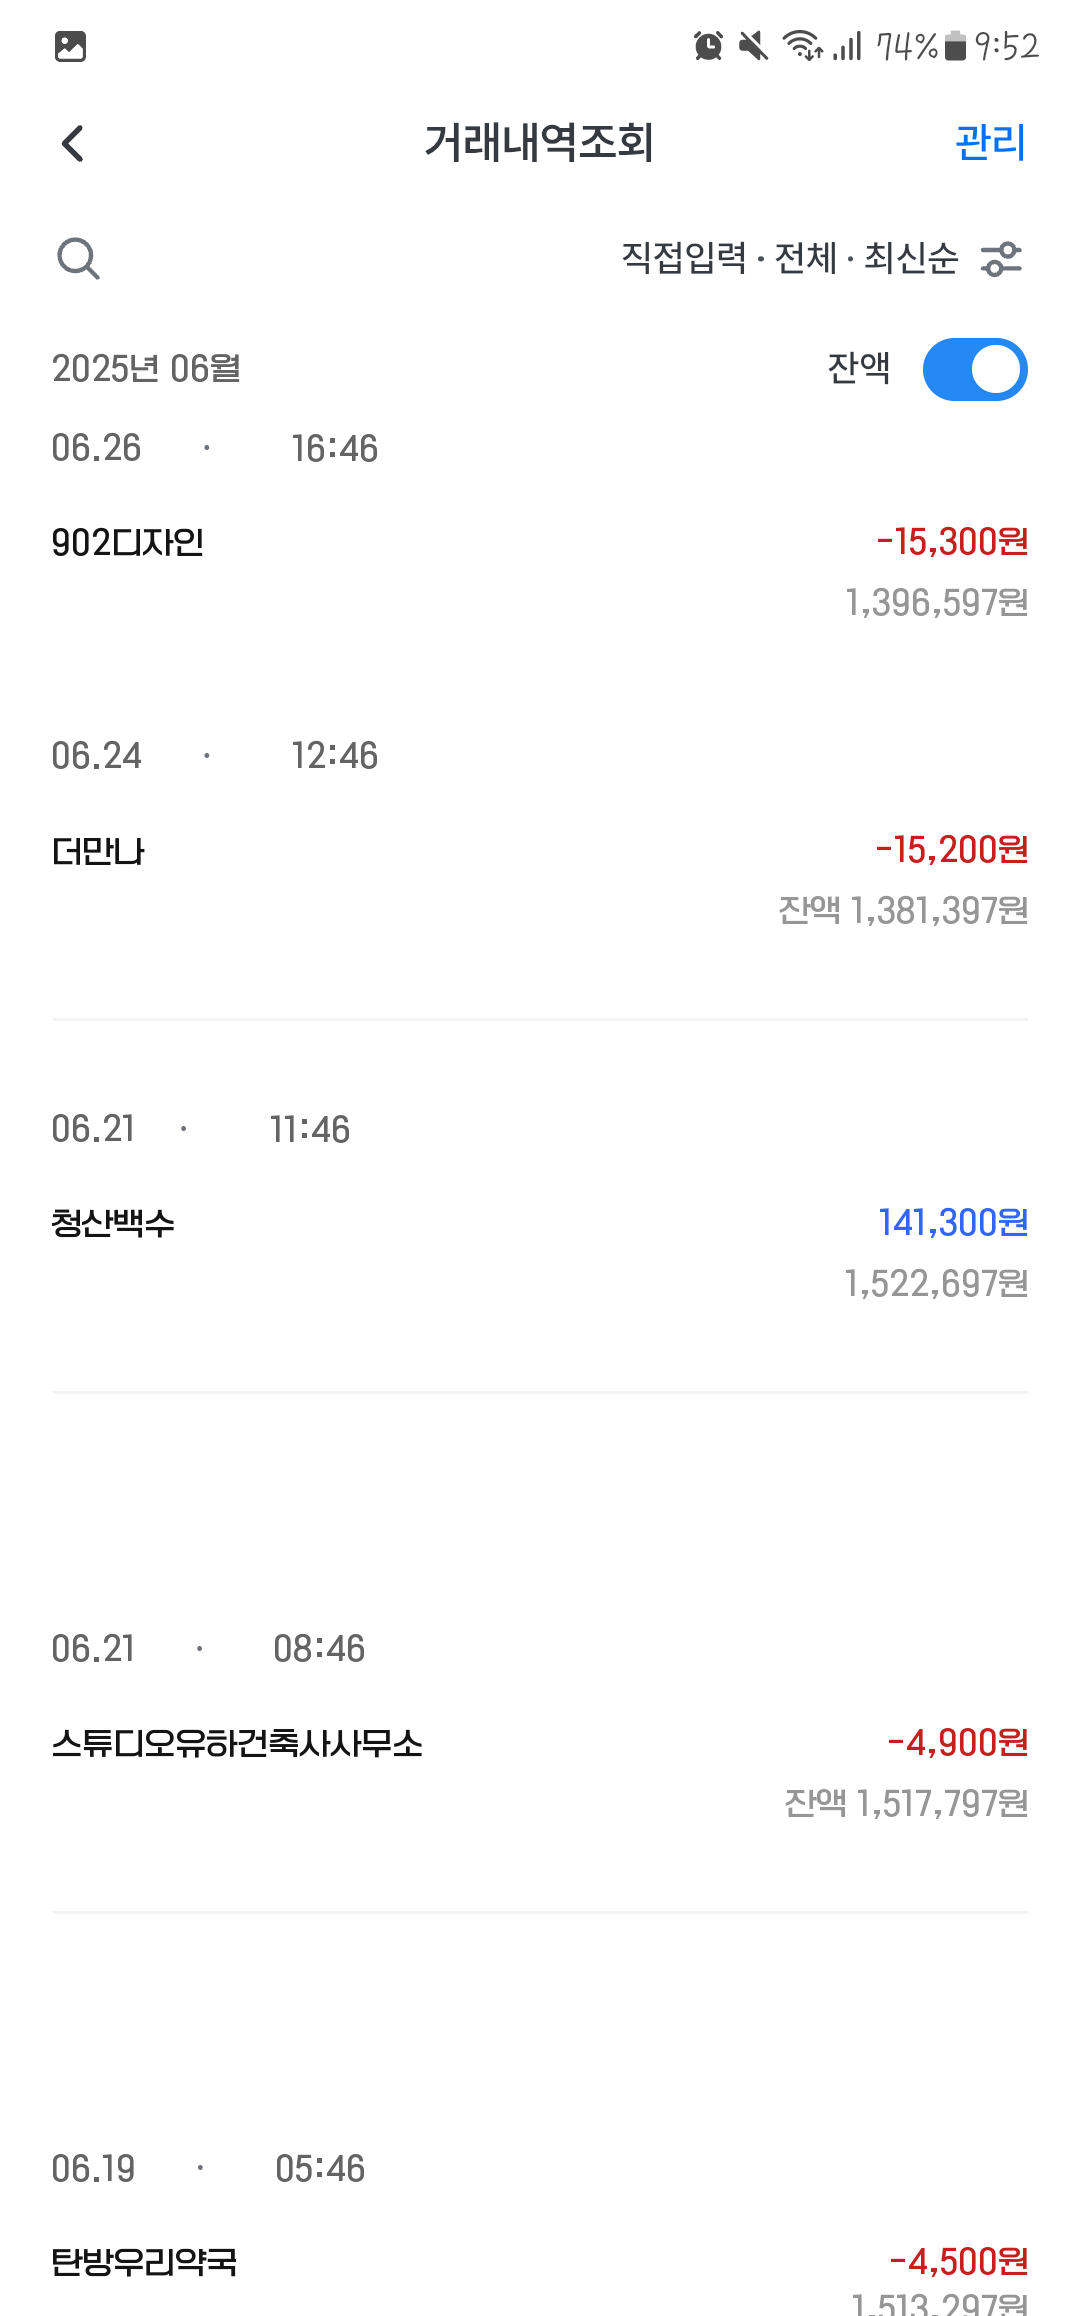 74% 9:52
거래내역조회 관리
직접입력 · 전체 · 최신순
2025년 06월 잔액
06.26 · 16:46
902디자인 -15,300원
1,396,597원
06.24 · 12:46
더만나 -15,200원
잔액 1,381,397원
06.21 · 11:46
청산백수 141,300원
1,522,697원
06.21 · 08:46
스튜디오유하건축사사무소 -4,900원
잔액 1,517,797원
06.19 · 05:46
탄방우리약국 -4,500원
1,513,297원